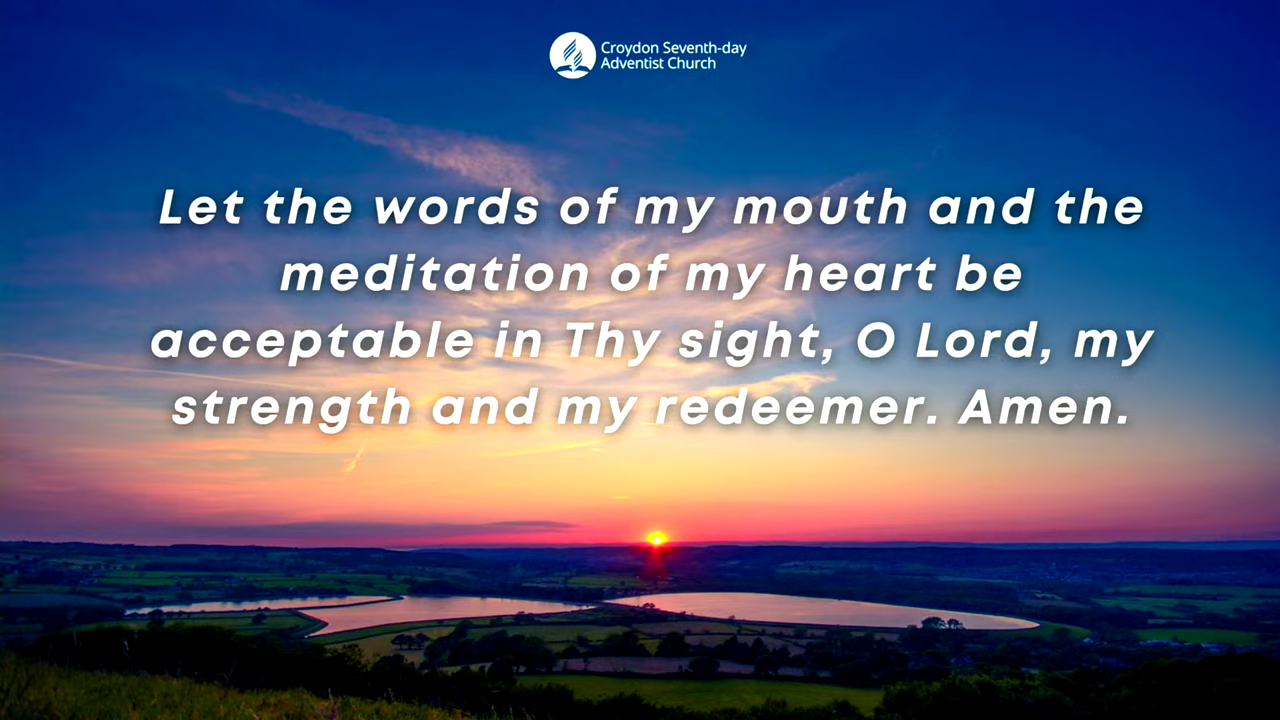 Croydon Seventh-day
Adventist Church
Let the words of my mouth and the
meditation of my heart be
acceptable in Thy sight, O Lord, my
strength and my redeemer. Amen.